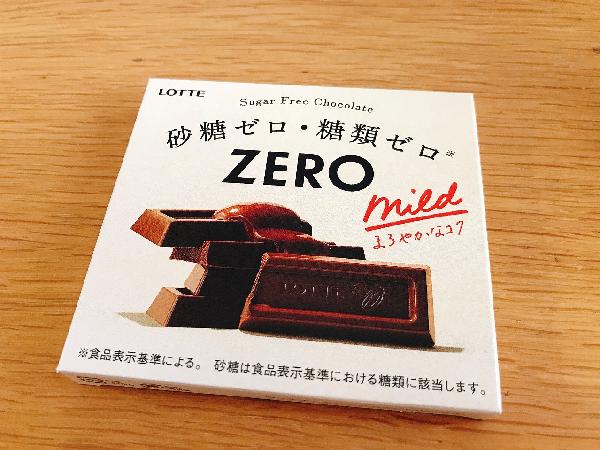 LOTTE
Sugar Free Chocolate
砂糖ゼロ・糖類ゼロ※
ZERO
mild
まろやかなコク
LOTTE
※食品表示基準による。 砂糖は食品表示基準における糖類に該当します。